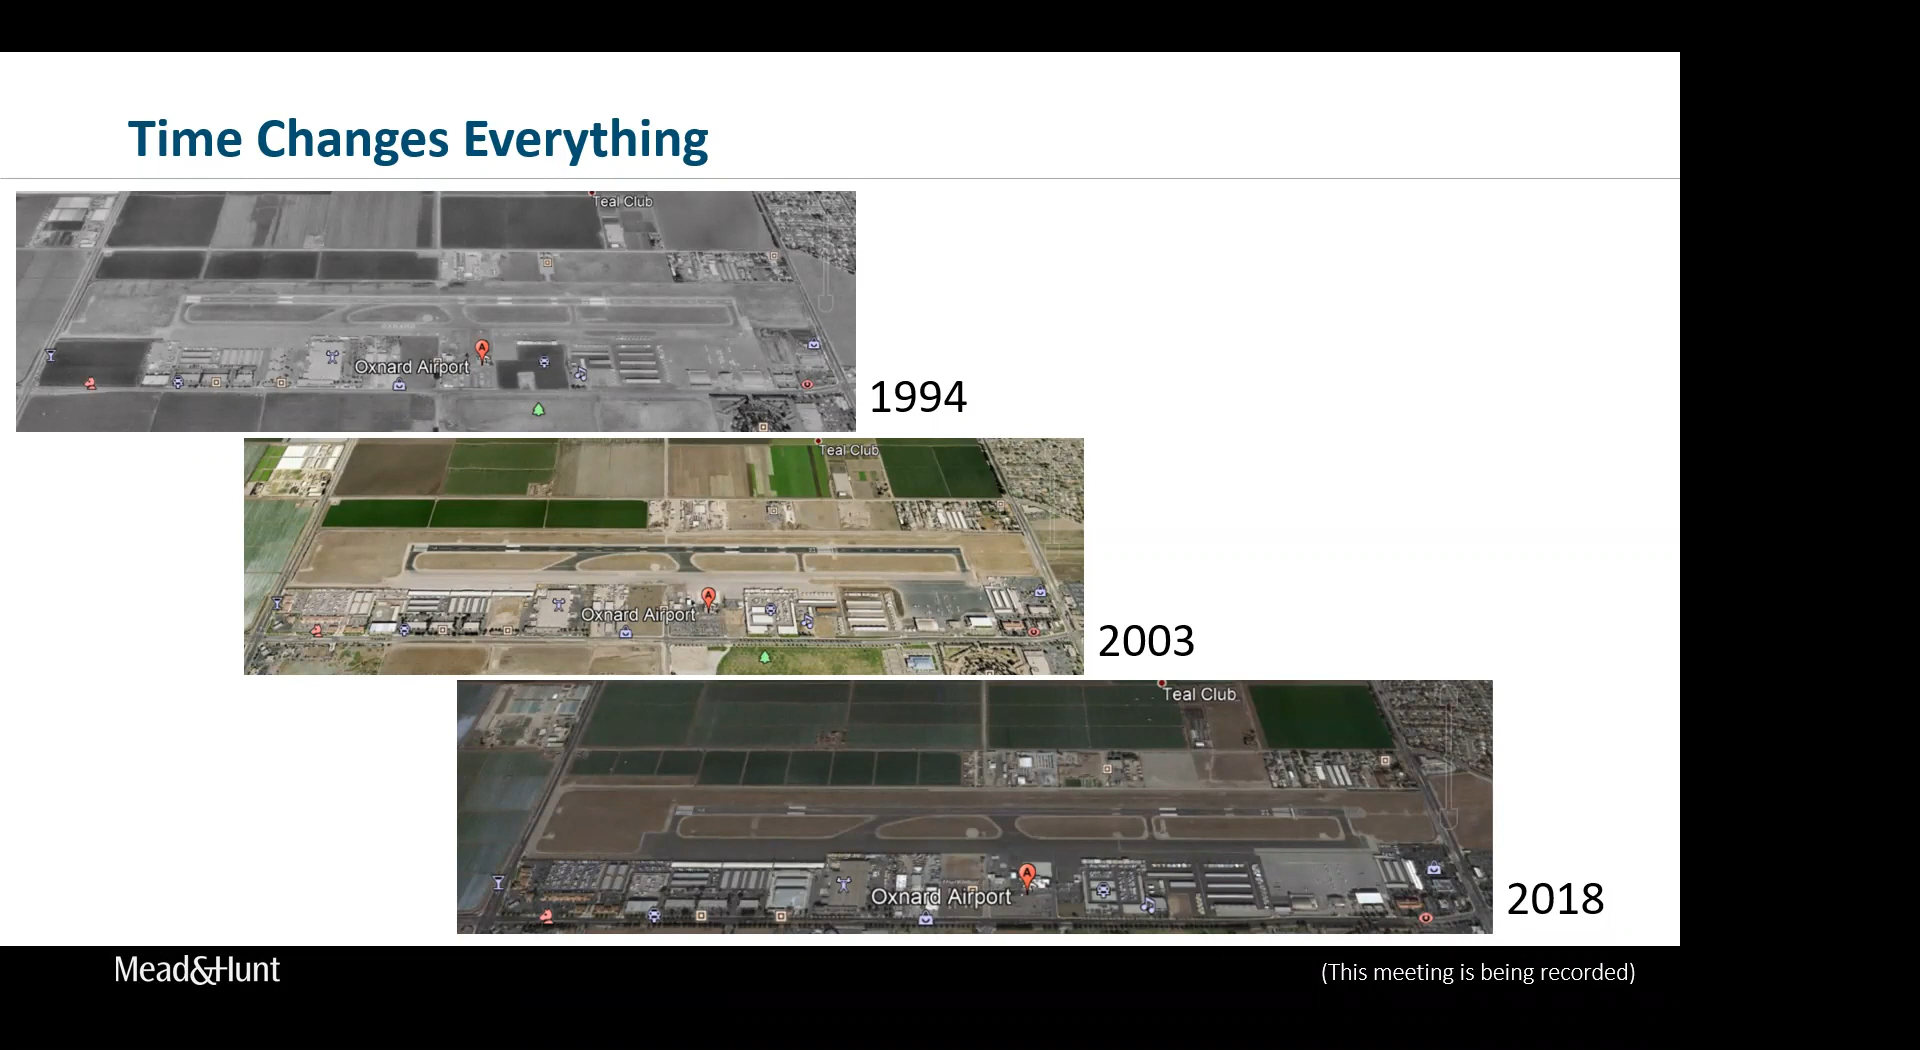 Time Changes Everything
Teal Club
A
Oxnard Airport
1994
Teal Club
A
Oxnard Airport
2003
Teal Club
A
Oxnard Airport
2018
Mead&Hunt
(This meeting is being recorded)